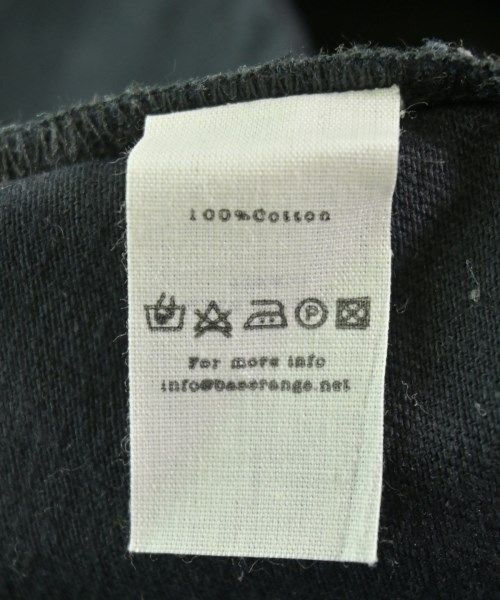 100%Cotton
P
For more info
info@baserange.net